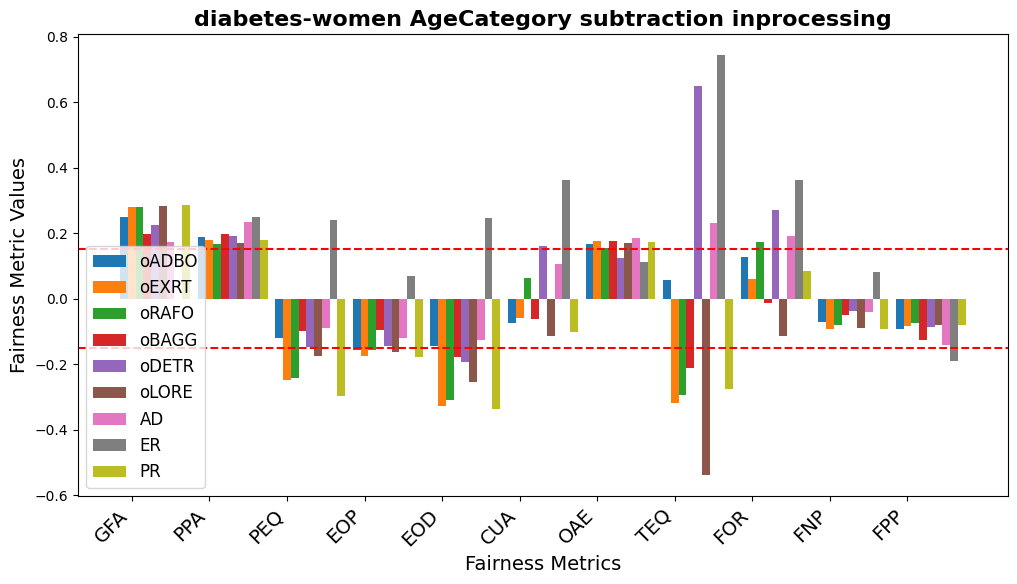 diabetes-women AgeCategory subtraction inprocessing
Fairness Metric Values
0.8
0.6
0.4
0.2
0.0
−0.2
−0.4
−0.6
oADBO
oEXRT
oRAFO
oBAGG
oDETR
oLORE
AD
ER
PR
GFA PPA PEQ EOP EOD CUA OAE TEQ FOR FNP FPP
Fairness Metrics